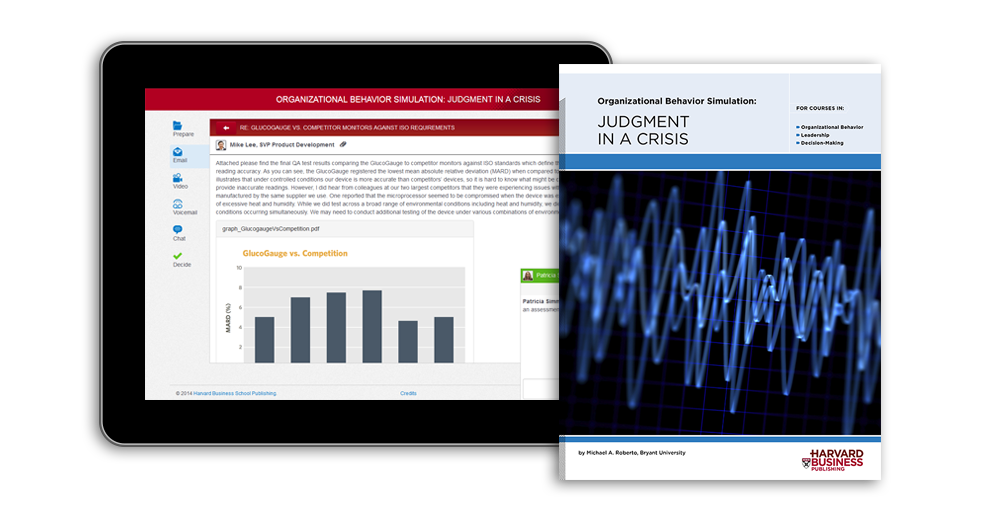 ORGANIZATIONAL BEHAVIOR SIMULATION: JUDGMENT IN A CRISIS
Prepare
Email
Video
Voicemail
Chat
Decide
RE: GLUCOGAUGE VS. COMPETITOR MONITORS AGAINST ISO REQUIREMENTS
Mike Lee, SVP Product Development
Attached please find the final QA test results comparing the GlucoGauge to competitor monitors against ISO standards which define th
reading accuracy. As you can see, the GlucoGauge registered the lowest mean absolute relative deviation (MARD) when compared to
illustrates that under controlled conditions our device is more accurate than competitors' devices, so it is hard to know what might be c
provide inaccurate readings. However, I did hear from colleagues at our two largest competitors that they were experiencing issues wi
manufactured by the same supplier we use. One reported that the microprocessor seemed to be compromised when the device was e
of excessive heat and humidity. While we did test across a broad range of environmental conditions including heat and humidity, we di
conditions occurring simultaneously. We may need to conduct additional testing of the device under various combinations of environm
graph_GlucogaugeVsCompetition.pdf
GlucoGauge vs. Competition
MARD (%)
10
8
6
4
2
Patricia
Patricia Simm
an assessmen
© 2014 Harvard Business School Publishing.
Credits
Organizational Behavior Simulation:
JUDGMENT
IN A CRISIS
FOR COURSES IN:
Organizational Behavior
Leadership
Decision-Making
by Michael A. Roberto, Bryant University
HARVARD
BUSINESS
PUBLISHING